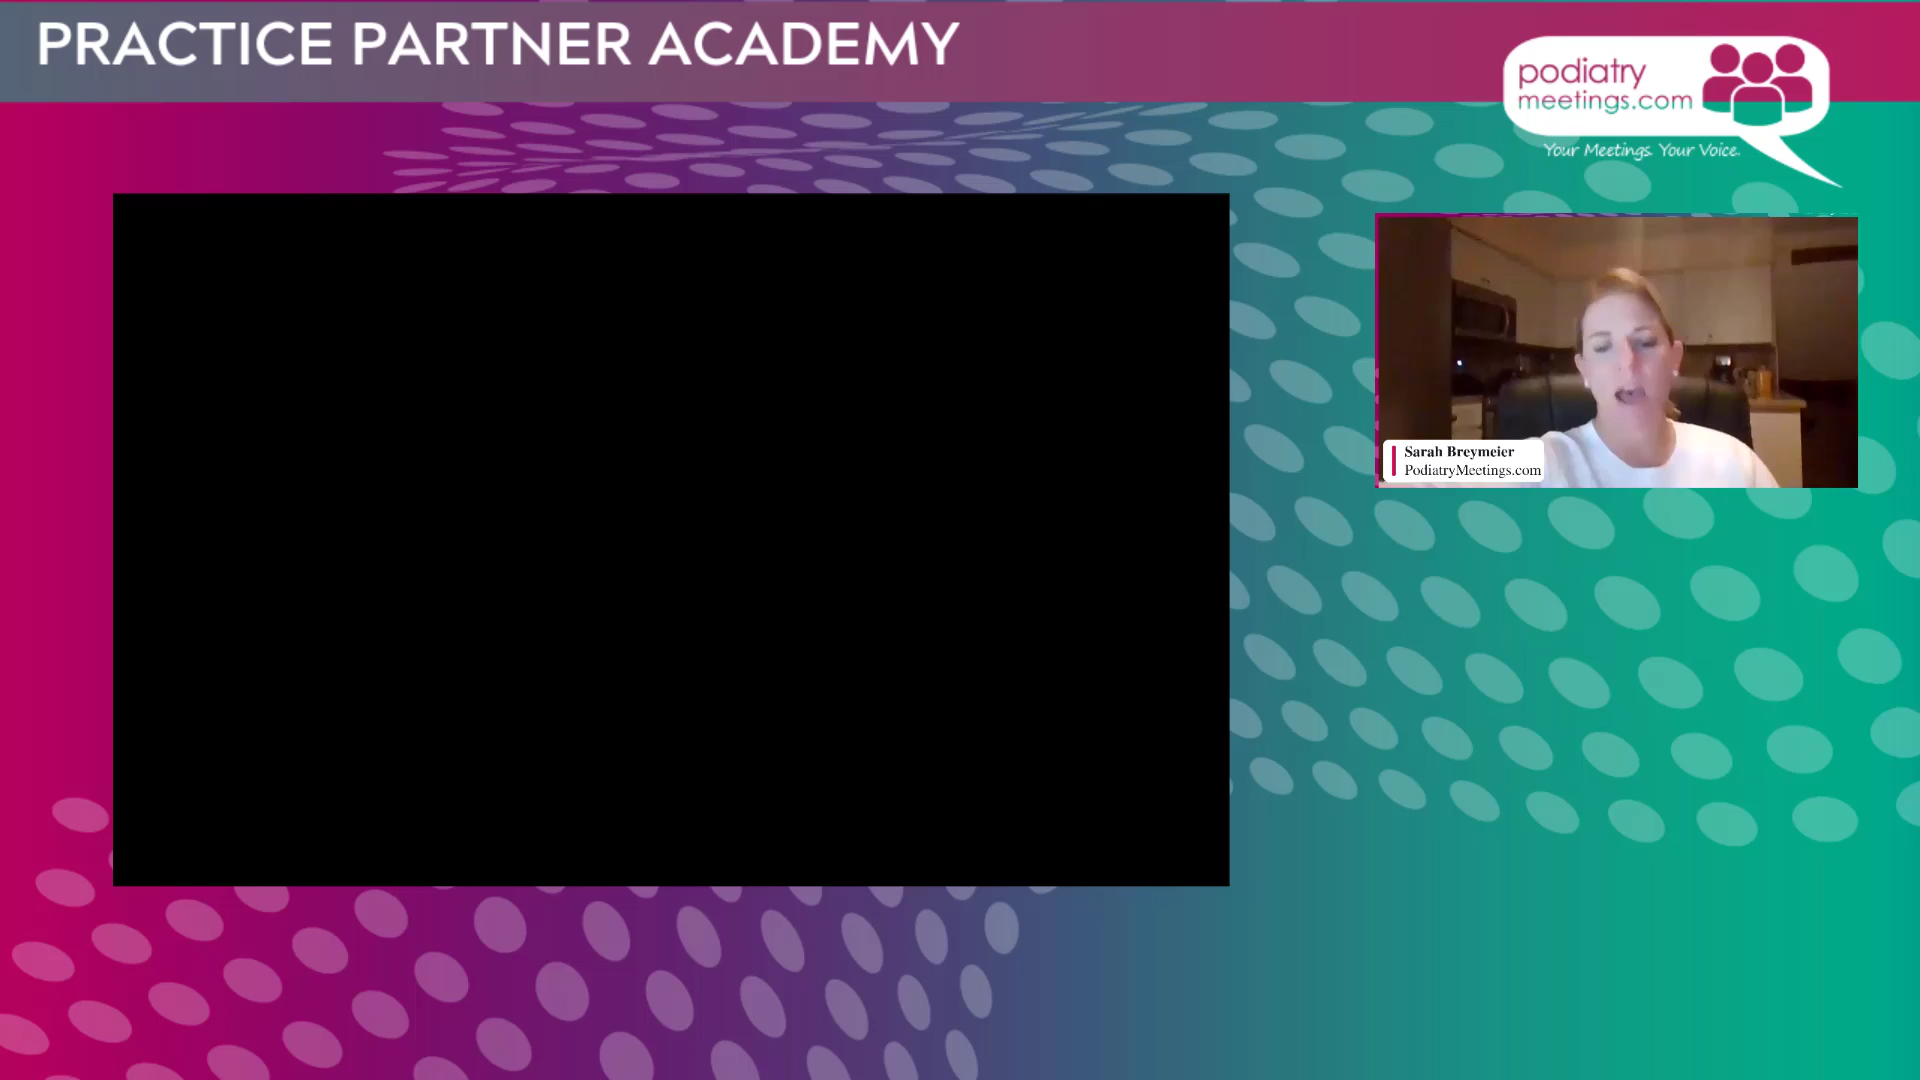 PRACTICE PARTNER ACADEMY
podiatry
meetings.com
Your Meetings. Your Voice.
Sarah Breymeier
PodiatryMeetings.com